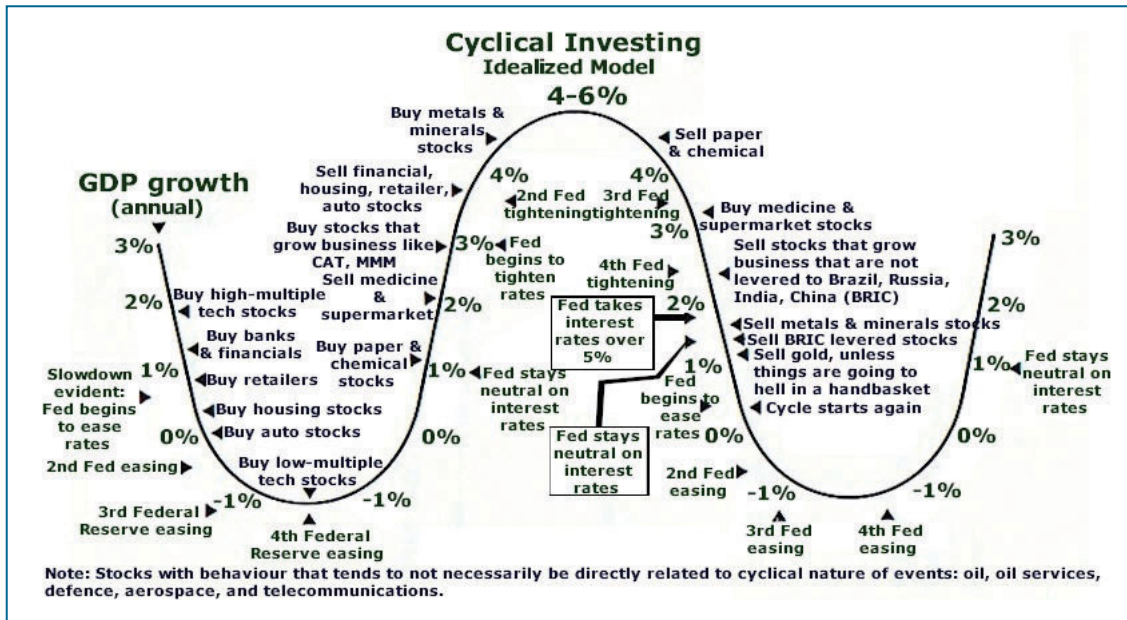 Cyclical Investing
Idealized Model
4-6%
GDP growth
(annual)
3%
2%
Buy high-multiple
tech stocks
Buy banks
& financials
1%
Buy retailers
Slowdown
evident:
Fed begins
to ease
rates
Buy housing stocks
0%
Buy auto stocks
2nd Fed easing
Buy low-multiple
tech stocks
-1%
3rd Federal
Reserve easing
4th Federal
Reserve easing
-1%
0%
Buy paper &
chemical
stocks
1%
Fed stays
neutral on
interest
rates
Sell medicine
&
supermarket
2%
Buy stocks that
grow business like
CAT, MMM
3%
Fed
begins to
tighten
rates
Sell financial,
housing, retailer,
auto stocks
4%
2nd Fed
tightening
Buy metals &
minerals
stocks
Sell paper
& chemical
4%
3rd Fed
tightening
Buy medicine &
supermarket stocks
3%
Sell stocks that grow
business that are not
levered to Brazil, Russia,
India, China (BRIC)
4th Fed
tightening
2%
Fed takes
interest
rates over
5%
Sell metals & minerals stocks
Sell BRIC levered stocks
Sell gold, unless
things are going to
hell in a handbasket
1%
Fed stays
neutral on
interest
rates
Fed
begins to
ease
rates
Cycle starts again
0%
2nd Fed
easing
-1%
3rd Fed
easing
4th Fed
easing
-1%
0%
1%
Fed stays
neutral on
interest
rates
2%
3%
Note: Stocks with behaviour that tends to not necessarily be directly related to cyclical nature of events: oil, oil services,
defence, aerospace, and telecommunications.